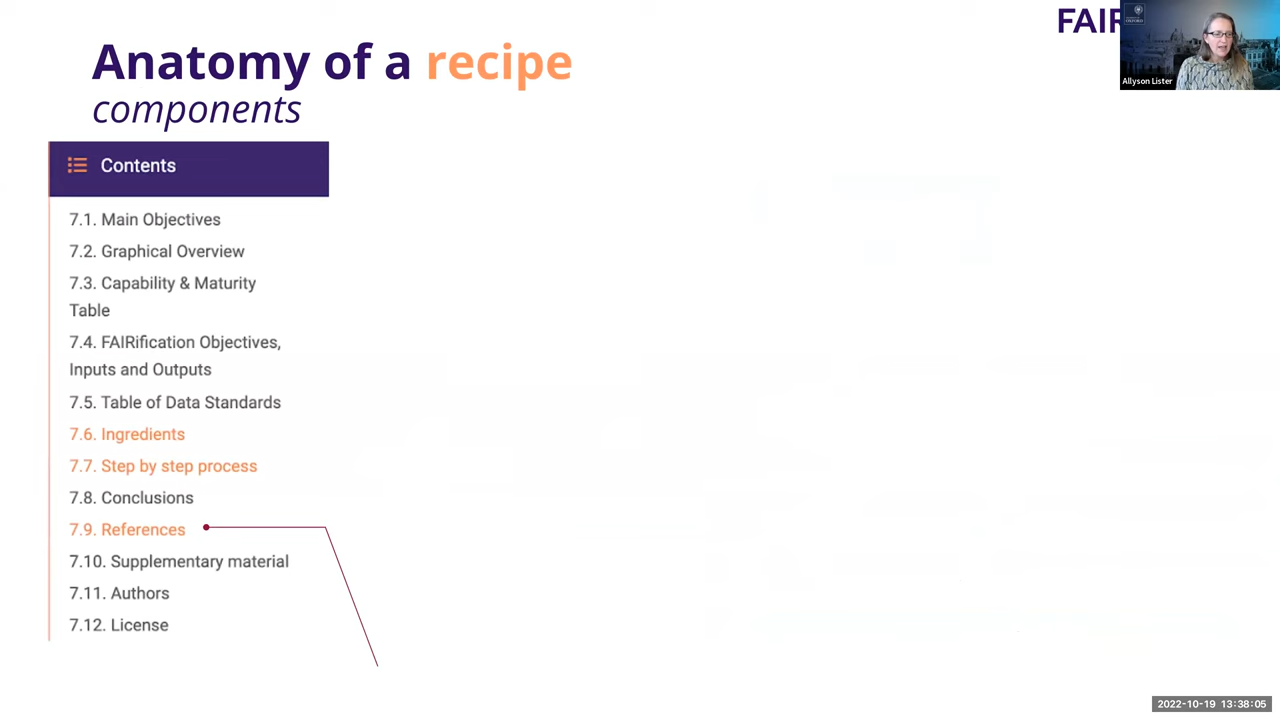 FAIR
Anatomy of a recipe
components
Allyson Lister
Contents
7.1. Main Objectives
7.2. Graphical Overview
7.3. Capability & Maturity
Table
7.4. FAIRification Objectives,
Inputs and Outputs
7.5. Table of Data Standards
7.6. Ingredients
7.7. Step by step process
7.8. Conclusions
7.9. References
7.10. Supplementary material
7.11. Authors
7.12. License
2022-10-19 13:38:05